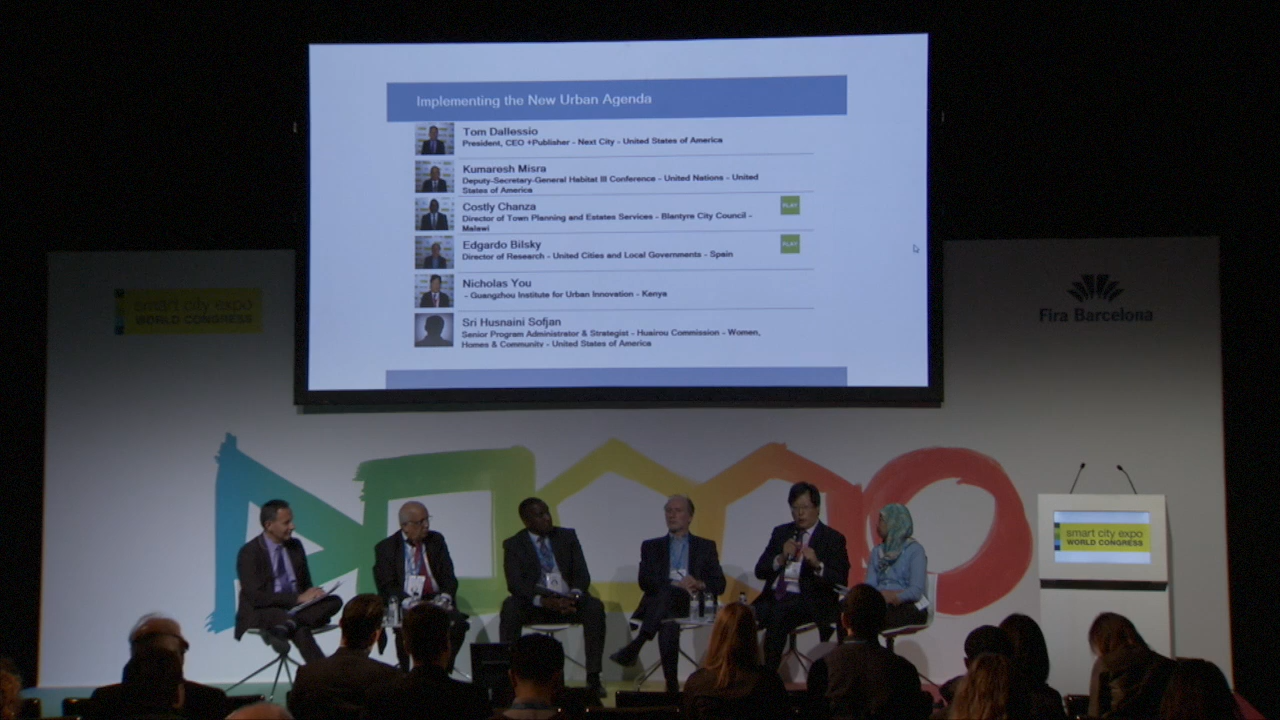 Implementing the New Urban Agenda
Tom Dallessio
President, CEO +Publisher - Next City - United States of America
Kumaresh Misra
Deputy-Secretary-General Habitat III Conference - United Nations - United
States of America
Costly Chanza
PLAY
Director of Town Planning and Estates Services - Blantyre City Council -
Malawi
Edgardo Bilsky
PLAY
Director of Research - United Cities and Local Governments - Spain
Nicholas You
- Guangzhou Institute for Urban Innovation - Kenya
Sri Husnaini Sofjan
Senior Program Administrator & Strategist - Huairou Commission - Women,
Homes & Community - United States of America
smart city expo
WORLD CONGRESS
Fira Barcelona
smart city expo
WORLD CONGRESS